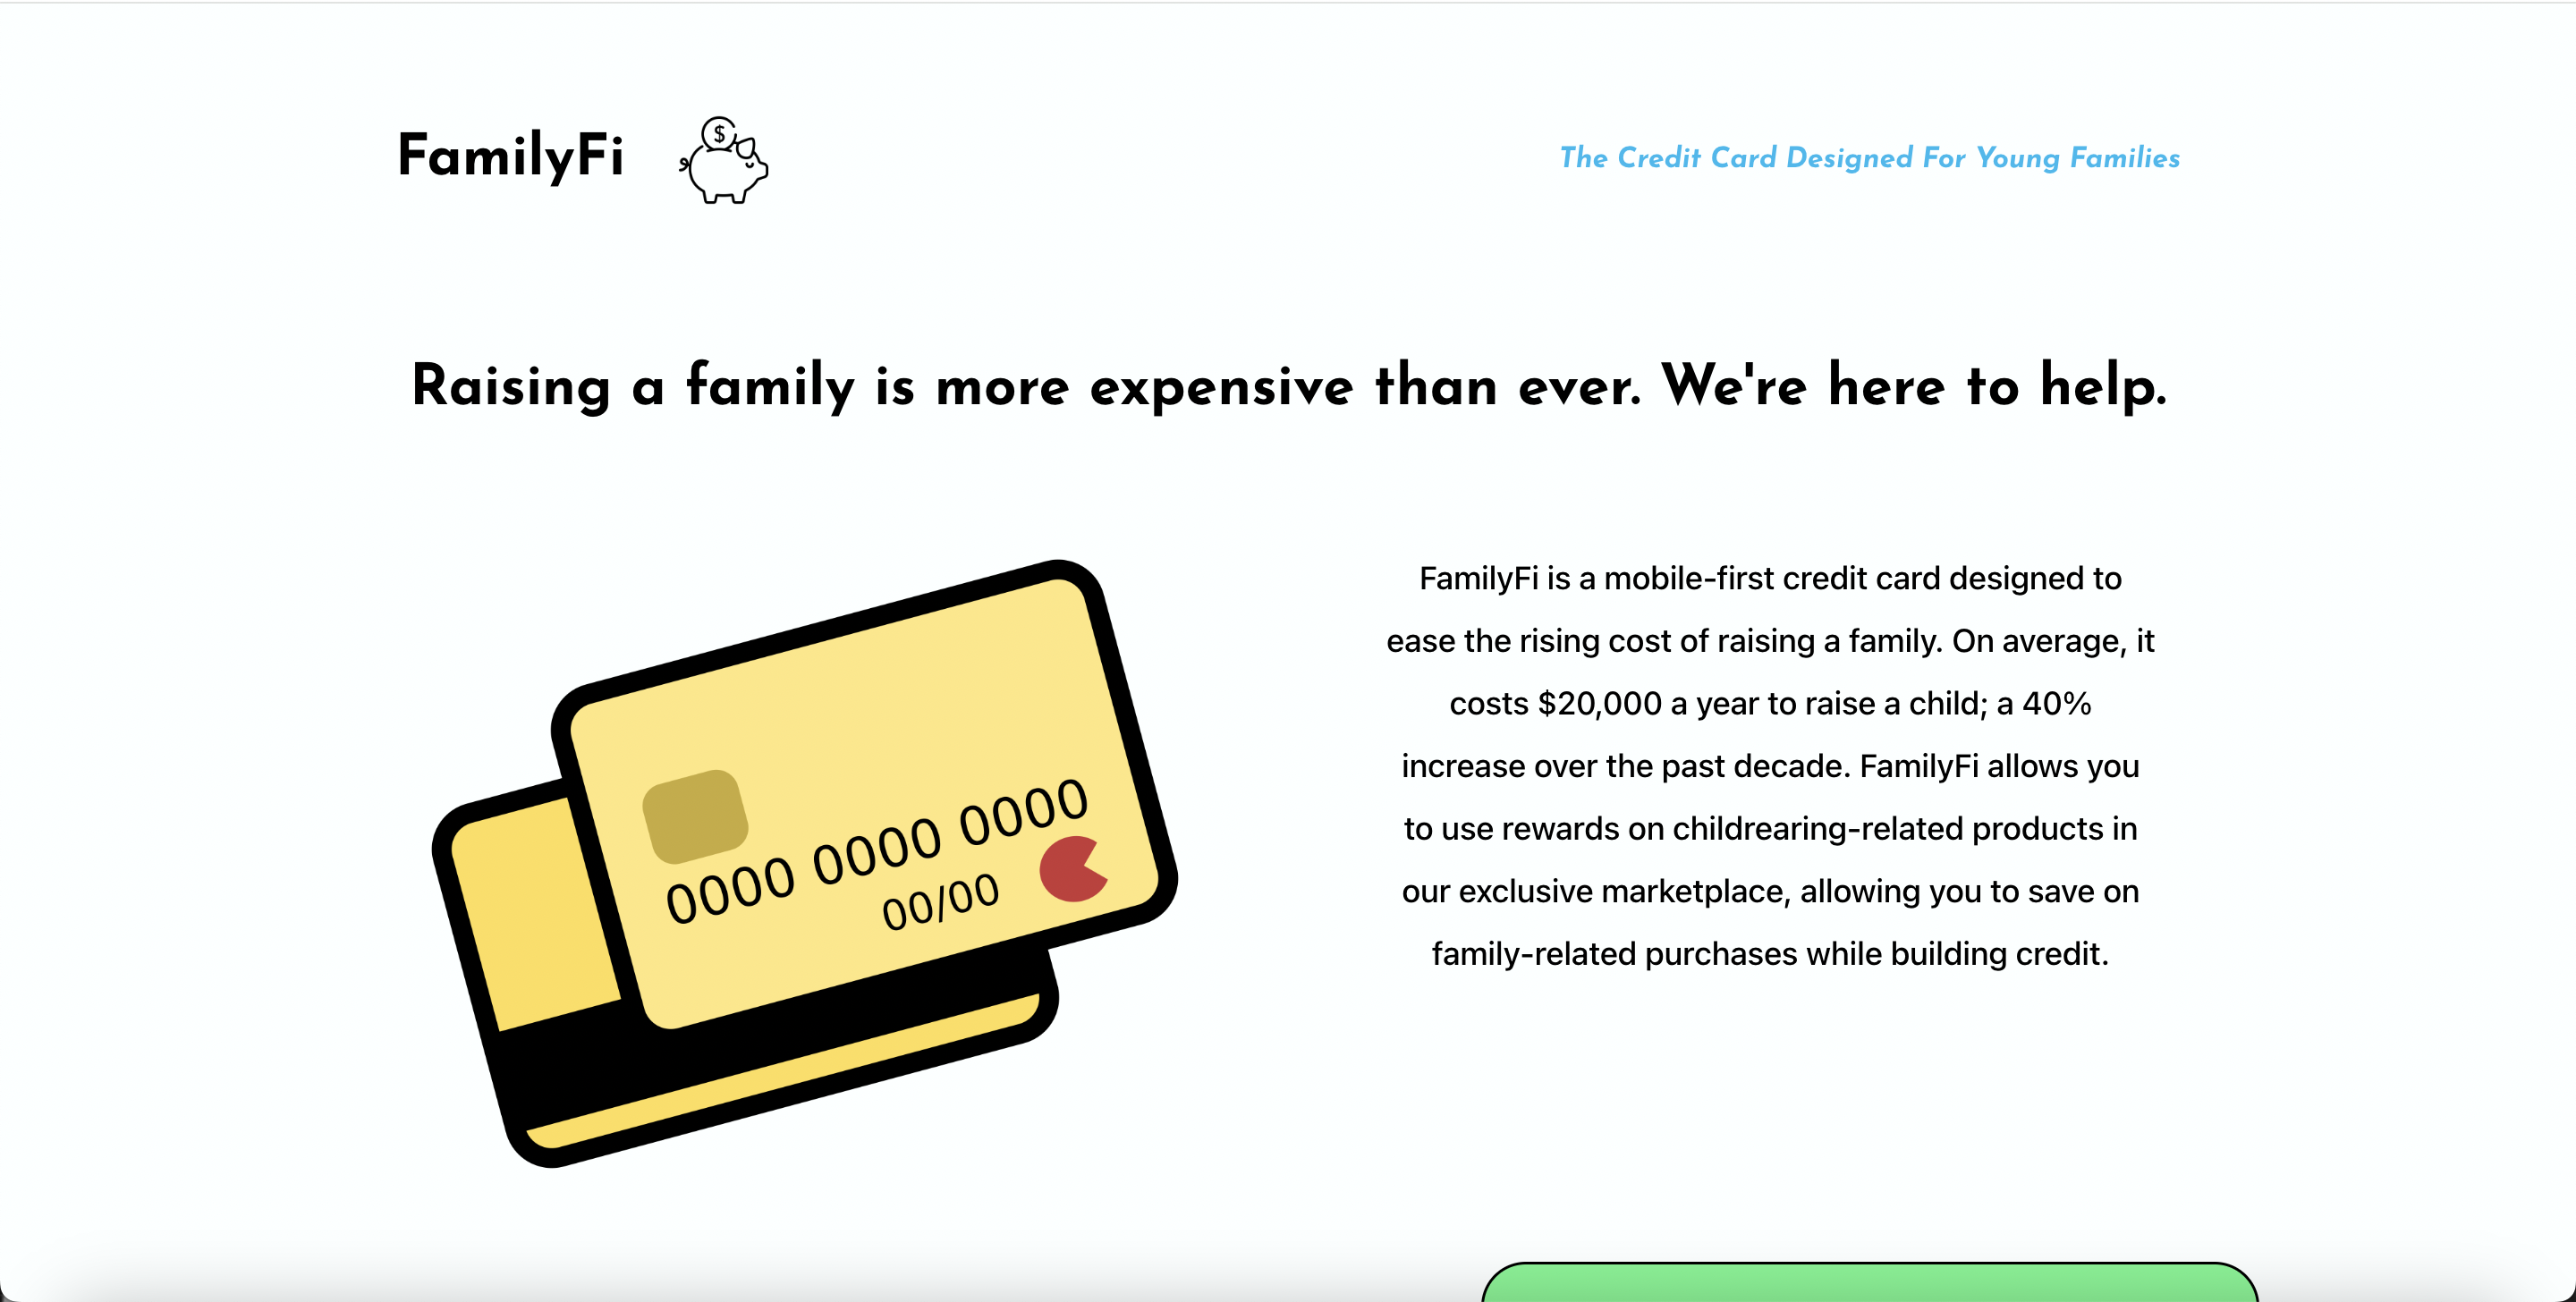 FamilyFi
$
The Credit Card Designed For Young Families
Raising a family is more expensive than ever. We're here to help.
0000 0000 0000
00/00
FamilyFi is a mobile-first credit card designed to
ease the rising cost of raising a family. On average, it
costs $20,000 a year to raise a child; a 40%
increase over the past decade. FamilyFi allows you
to use rewards on childrearing-related products in
our exclusive marketplace, allowing you to save on
family-related purchases while building credit.